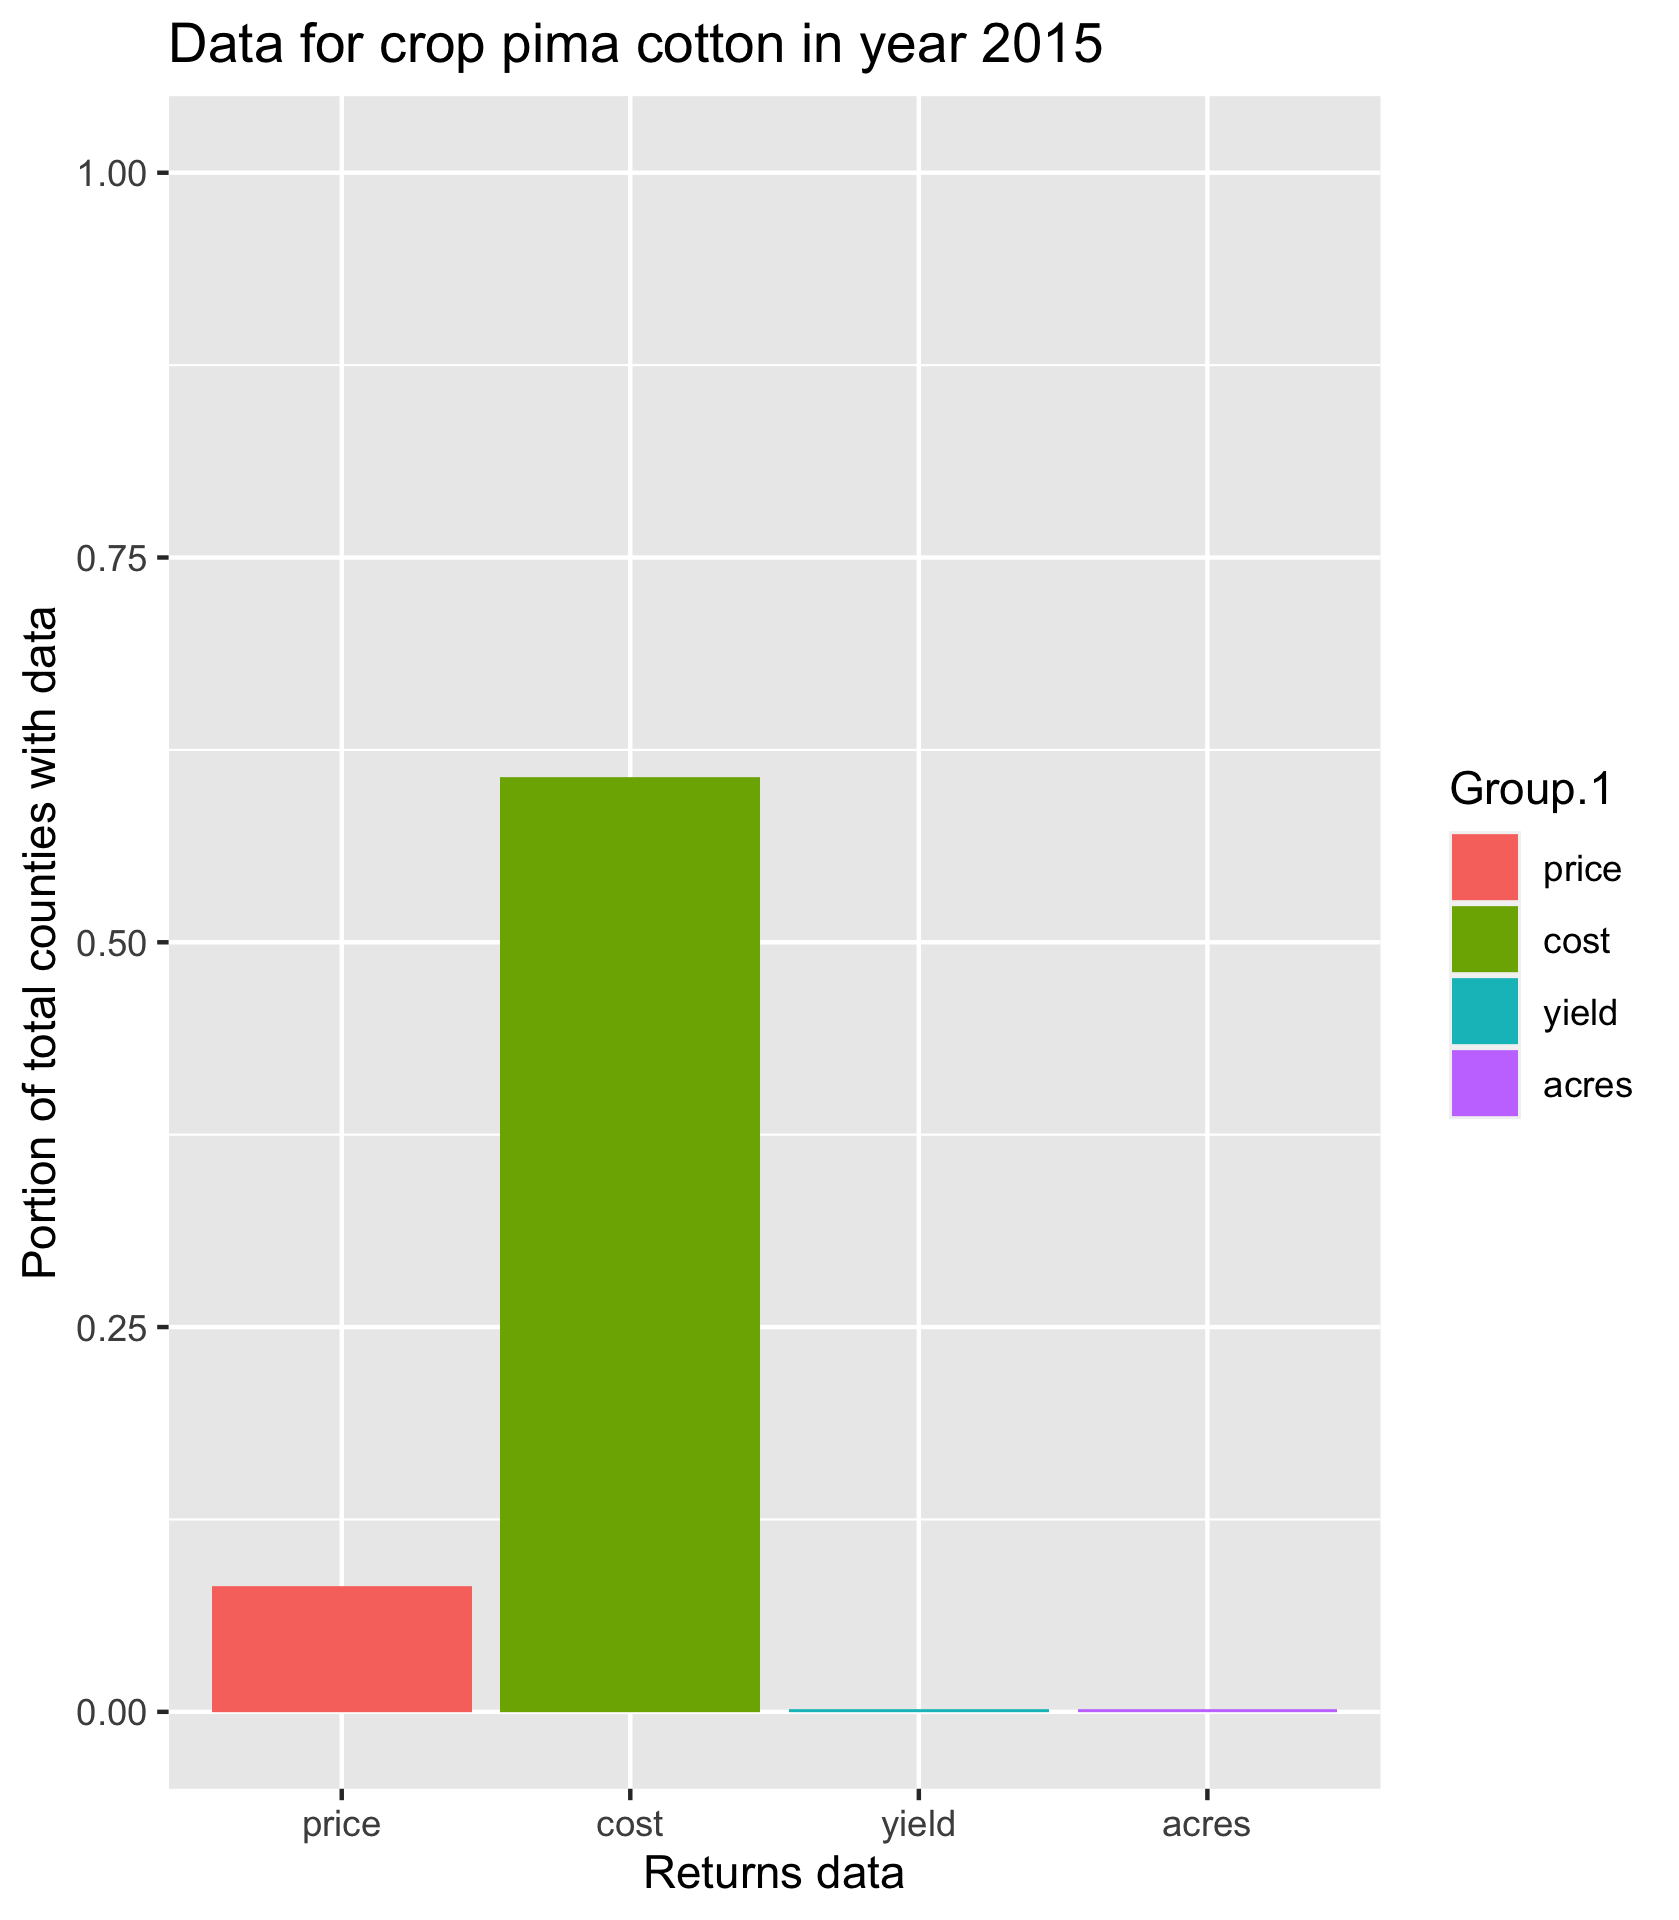 Data for crop pima cotton in year 2015
Portion of total counties with data
1.00
0.75
0.50
0.25
0.00
price
cost
yield
acres
Returns data
Group.1
price
cost
yield
acres